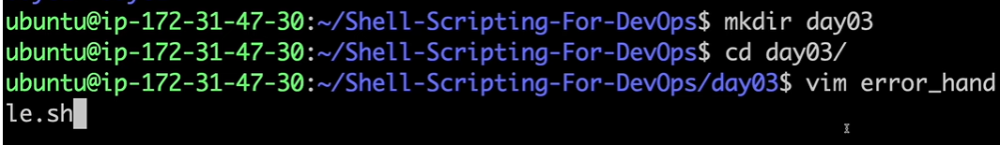 ubuntu@ip-172-31-47-30:~/Shell-Scripting-For-DevOps$ mkdir day03
ubuntu@ip-172-31-47-30:~/Shell-Scripting-For-DevOps$ cd day03/
ubuntu@ip-172-31-47-30:~/Shell-Scripting-For-DevOps/day03$ vim error_hand
le.sh